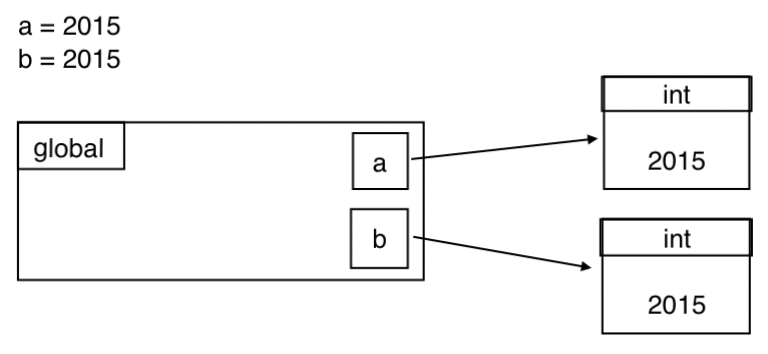 a = 2015
b = 2015
global
a
int
2015
b
int
2015